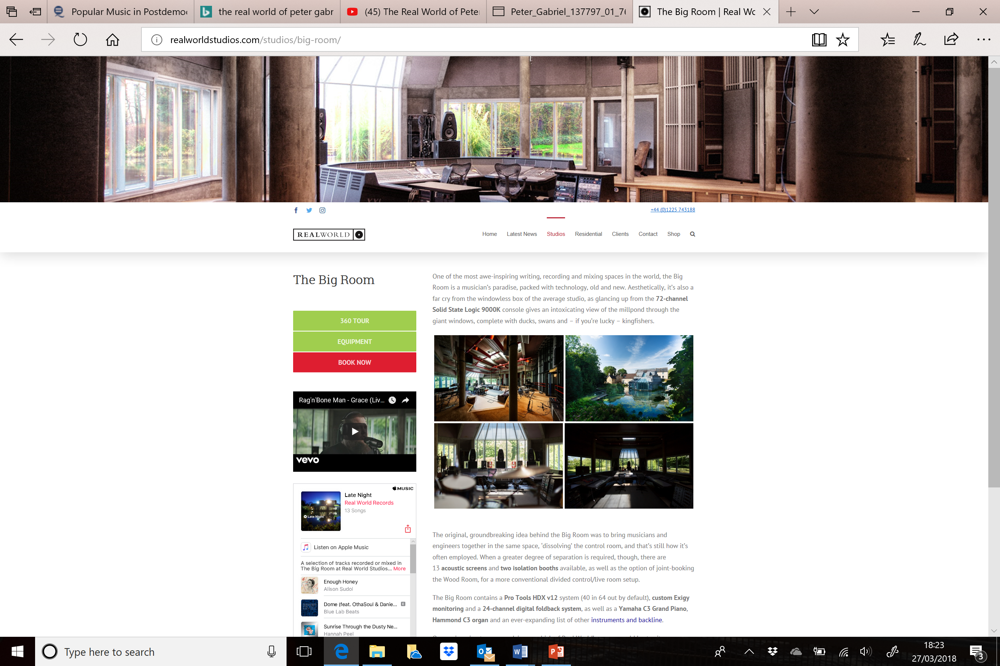 Popular Music in Postdemo
the real world of peter gabr
(45) The Real World of Peter
Peter_Gabriel_137797_01_76
The Big Room | Real Wo
realworldstudios.com/studios/big-room/
+44 (0)1225 743188
REALWORLD
Home Latest News Studios Residential Clients Contact Shop
The Big Room
360 TOUR
EQUIPMENT
BOOK NOW
Rag'n'Bone Man - Grace (Liv...
vevo
MUSIC
Late Night
Real World Records
13 Songs
Late Night
Listen on Apple Music
A selection of tracks recorded or mixed in
The Big Room at Real World Studios... More
Enough Honey
Alison Sudol
Dome (feat. OthaSoul & Danie... E
Blue Lab Beats
Sunrise Through the Dusty Ne...
Hannah Peel
One of the most awe-inspiring writing, recording and mixing spaces in the world, the Big
Room is a musician’s paradise, packed with technology, old and new. Aesthetically, it’s also a
far cry from the windowless box of the average studio, as glancing up from the 72-channel
Solid State Logic 9000K console gives an intoxicating view of the millpond through the
giant windows, complete with ducks, swans and – if you’re lucky – kingfishers.
The original, groundbreaking idea behind the Big Room was to bring musicians and
engineers together in the same space, ‘dissolving’ the control room, and that’s still how it’s
often employed. When a greater degree of separation is required, though, there are
13 acoustic screens and two isolation booths available, as well as the option of joint-booking
the Wood Room, for a more conventional divided control/live room setup.
The Big Room contains a Pro Tools HDX v12 system (40 in 64 out by default), custom Exigy
monitoring and a 24-channel digital foldback system, as well as a Yamaha C3 Grand Piano,
Hammond C3 organ and an ever-expanding list of other instruments and backline.
Type here to search
18:23
27/03/2018
3